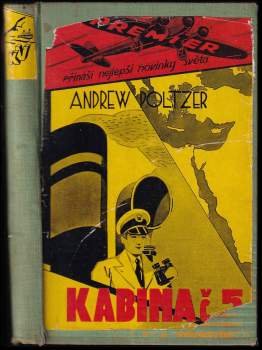 PREMIER
Přináší nejlepší novinky světa
ANDREW POLTZER
KABINA č. 5